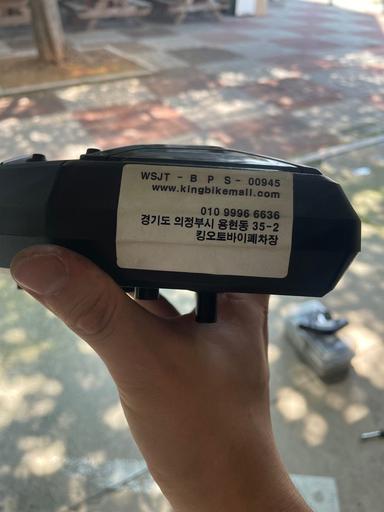 WSJT - B P S - 00945
www.kingbikemall.com
010 9996 6636
경기도 의정부시 용현동 35-2
킹오토바이폐차장